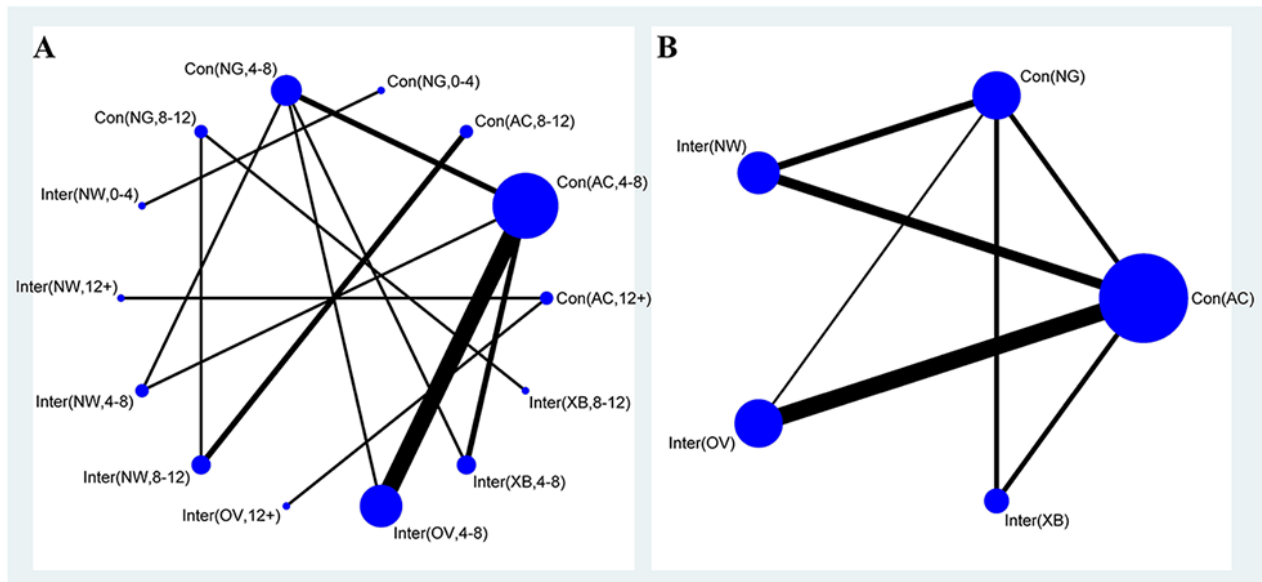 A
Con(NG,4-8)
Con(NG,0-4)
Con(NG,8-12)
Con(AC,8-12)
Con(AC,4-8)
Inter(NW,0-4)
Inter(NW,12+)
Con(AC,12+)
Inter(NW,4-8)
Inter(XB,8-12)
Inter(NW,8-12)
Inter(XB,4-8)
Inter(OV,12+)
Inter(OV,4-8)
B
Con(NG)
Inter(NW)
Con(AC)
Inter(OV)
Inter(XB)